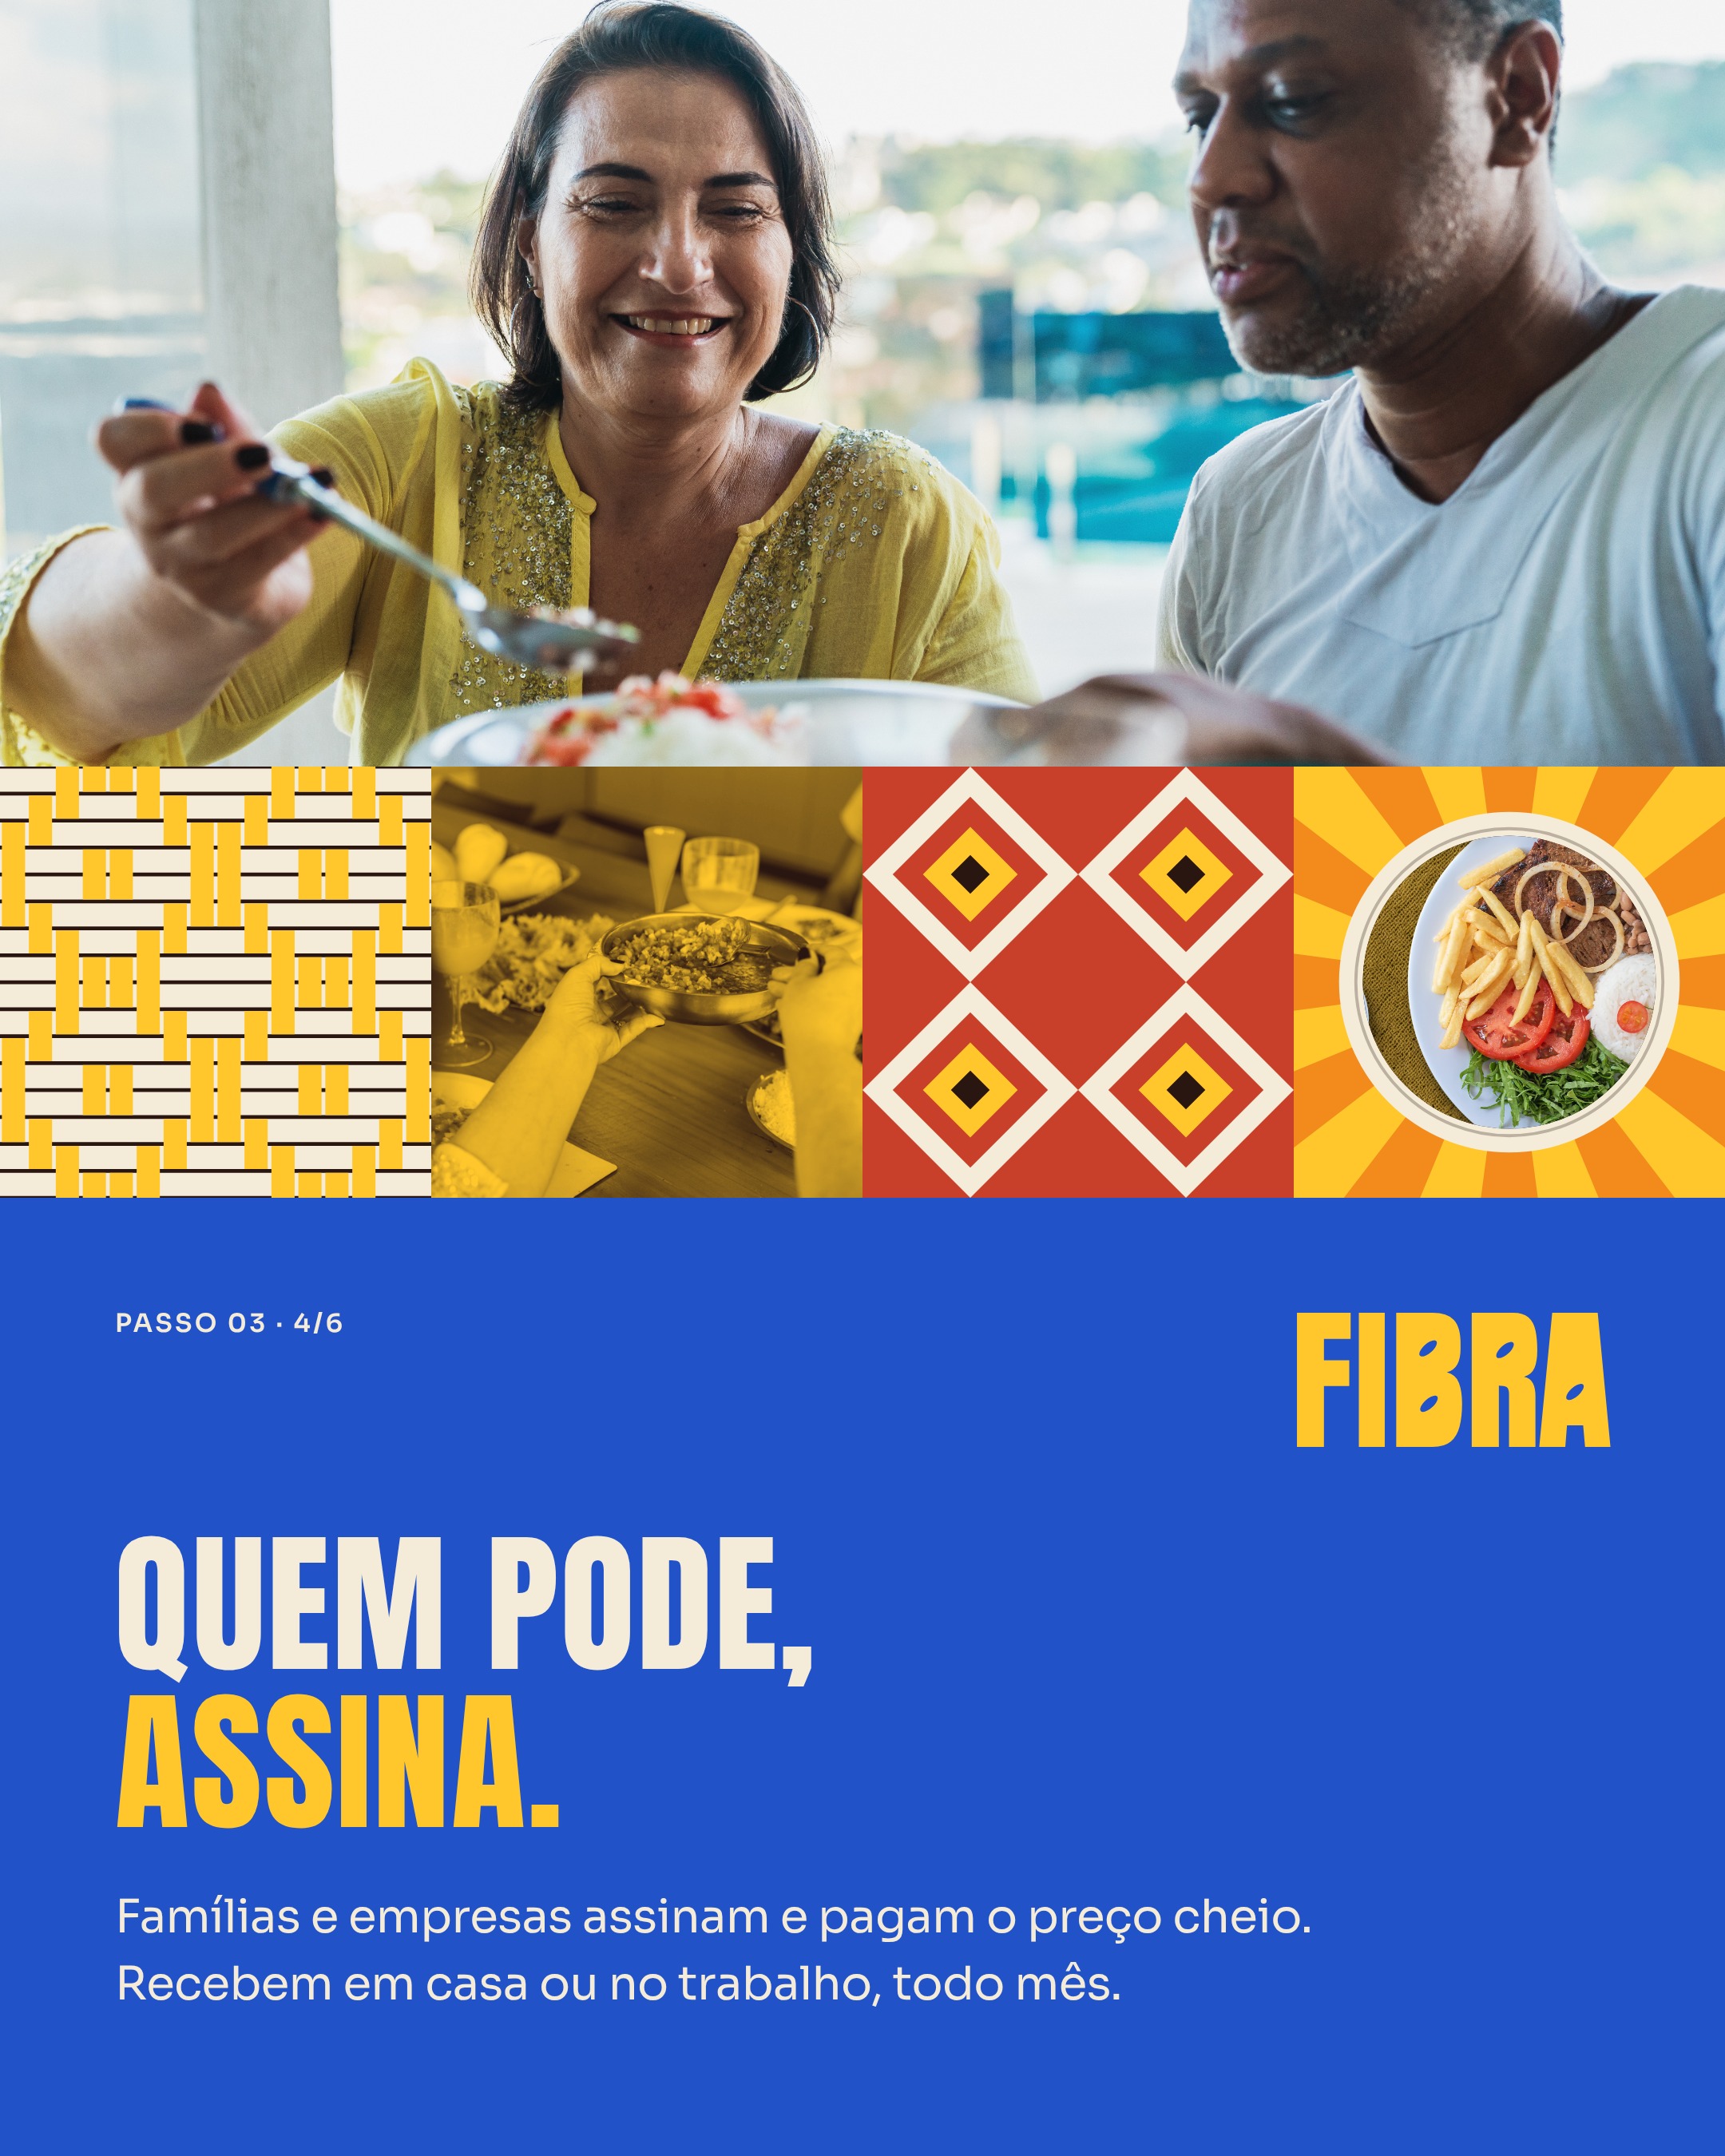 PASSO 03 · 4/6
FIBRA
QUEM PODE,
ASSINA.
Famílias e empresas assinam e pagam o preço cheio.
Recebem em casa ou no trabalho, todo mês.